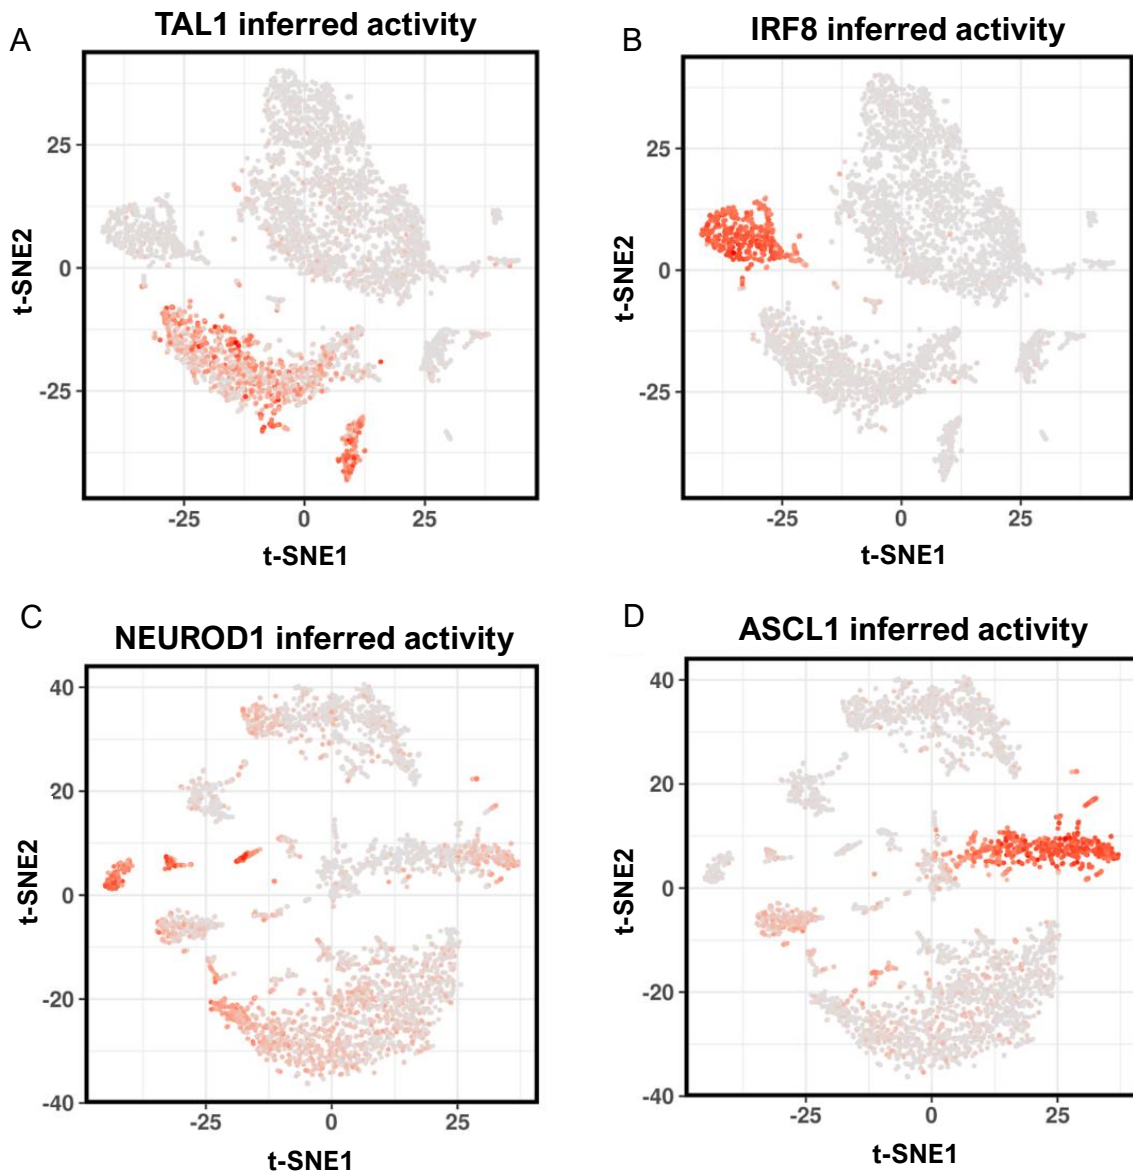 A
TAL1 inferred activity
25
0
-25
t-SNE2
-25 0 25
t-SNE1
B
IRF8 inferred activity
25
0
-25
t-SNE2
-25 0 25
t-SNE1
C
NEUROD1 inferred activity
40
20
0
-20
-40
t-SNE2
-25 0 25
t-SNE1
D
ASCL1 inferred activity
40
20
0
-20
-40
t-SNE2
-25 0 25
t-SNE1